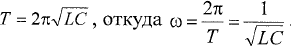 T = 2π√LC , откуда ω = 2π/T = 1/√LC .